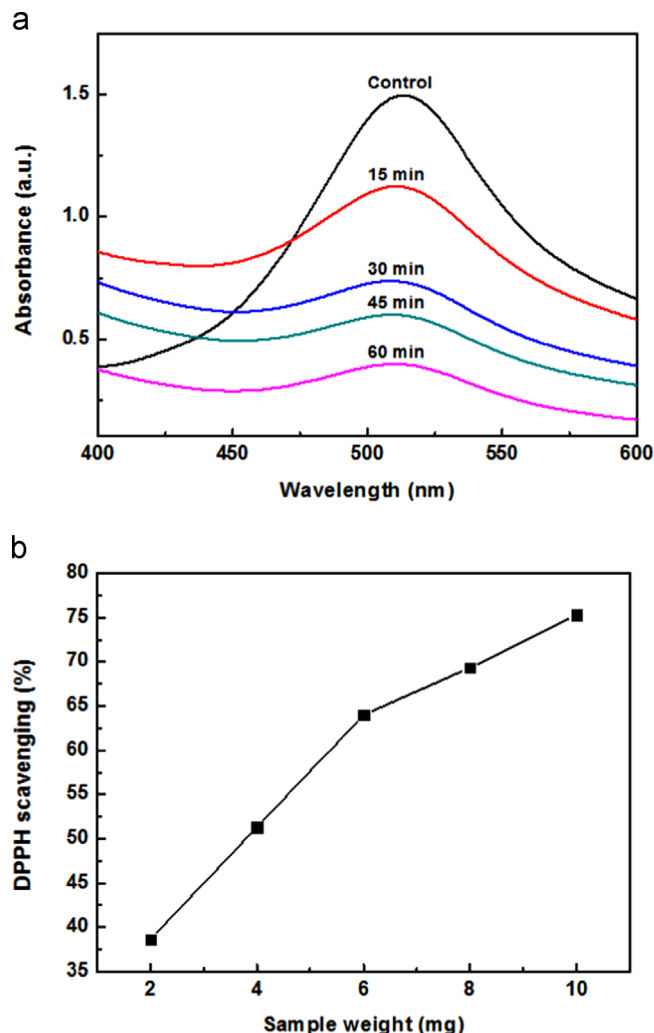 a
Control
15 min
30 min
45 min
60 min
1.5
1.0
0.5
Absorbance (a.u.)
400 450 500 550 600
Wavelength (nm)
b
80
75
70
65
60
55
50
45
40
35
DPPH scavenging (%)
2 4 6 8 10
Sample weight (mg)